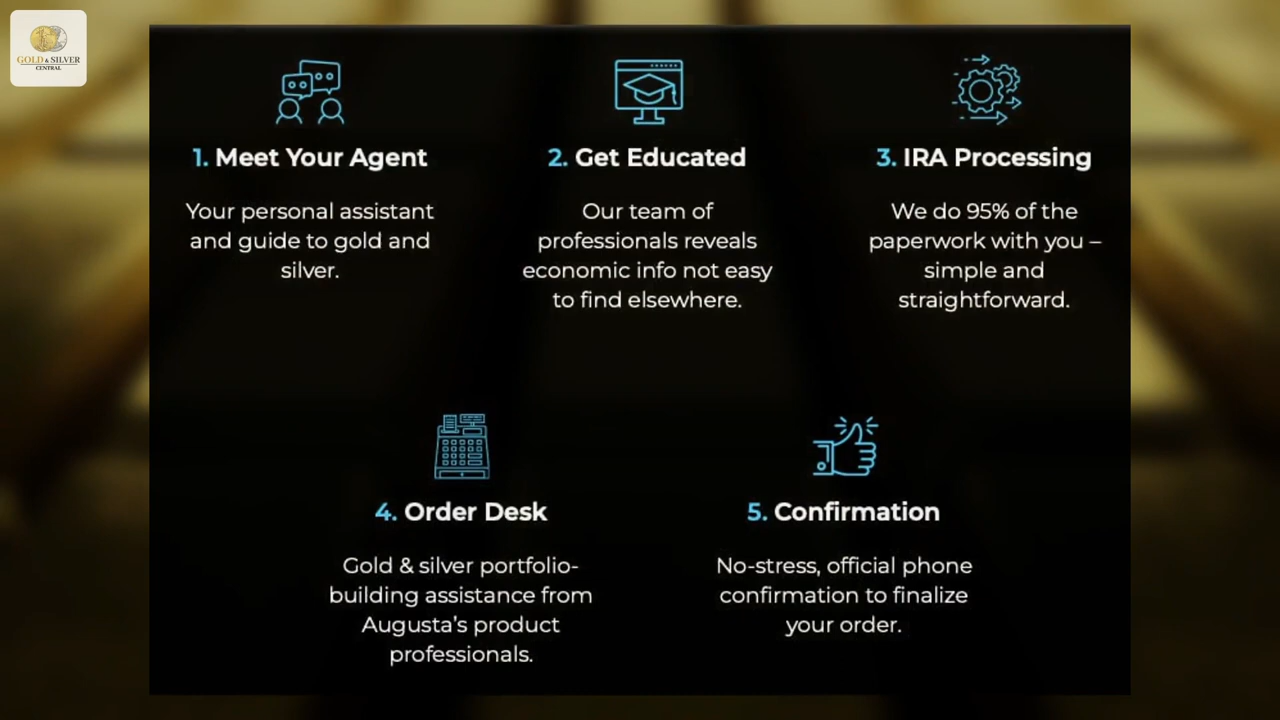 GOLD & SILVER
CENTRAL
1. Meet Your Agent
Your personal assistant
and guide to gold and
silver.
2. Get Educated
Our team of
professionals reveals
economic info not easy
to find elsewhere.
3. IRA Processing
We do 95% of the
paperwork with you –
simple and
straightforward.
4. Order Desk
Gold & silver portfolio-
building assistance from
Augusta's product
professionals.
5. Confirmation
No-stress, official phone
confirmation to finalize
your order.